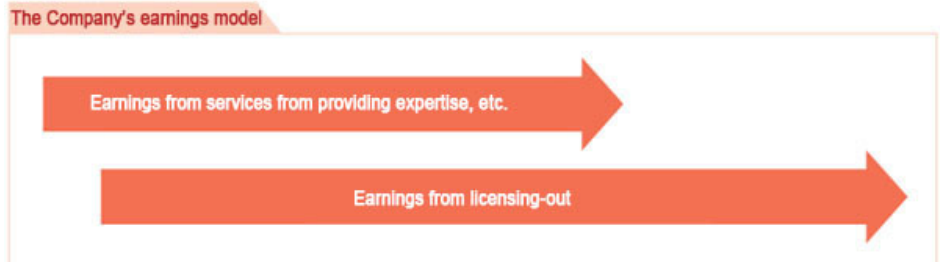 The Company's earnings model
Earnings from services from providing expertise, etc.
Earnings from licensing-out